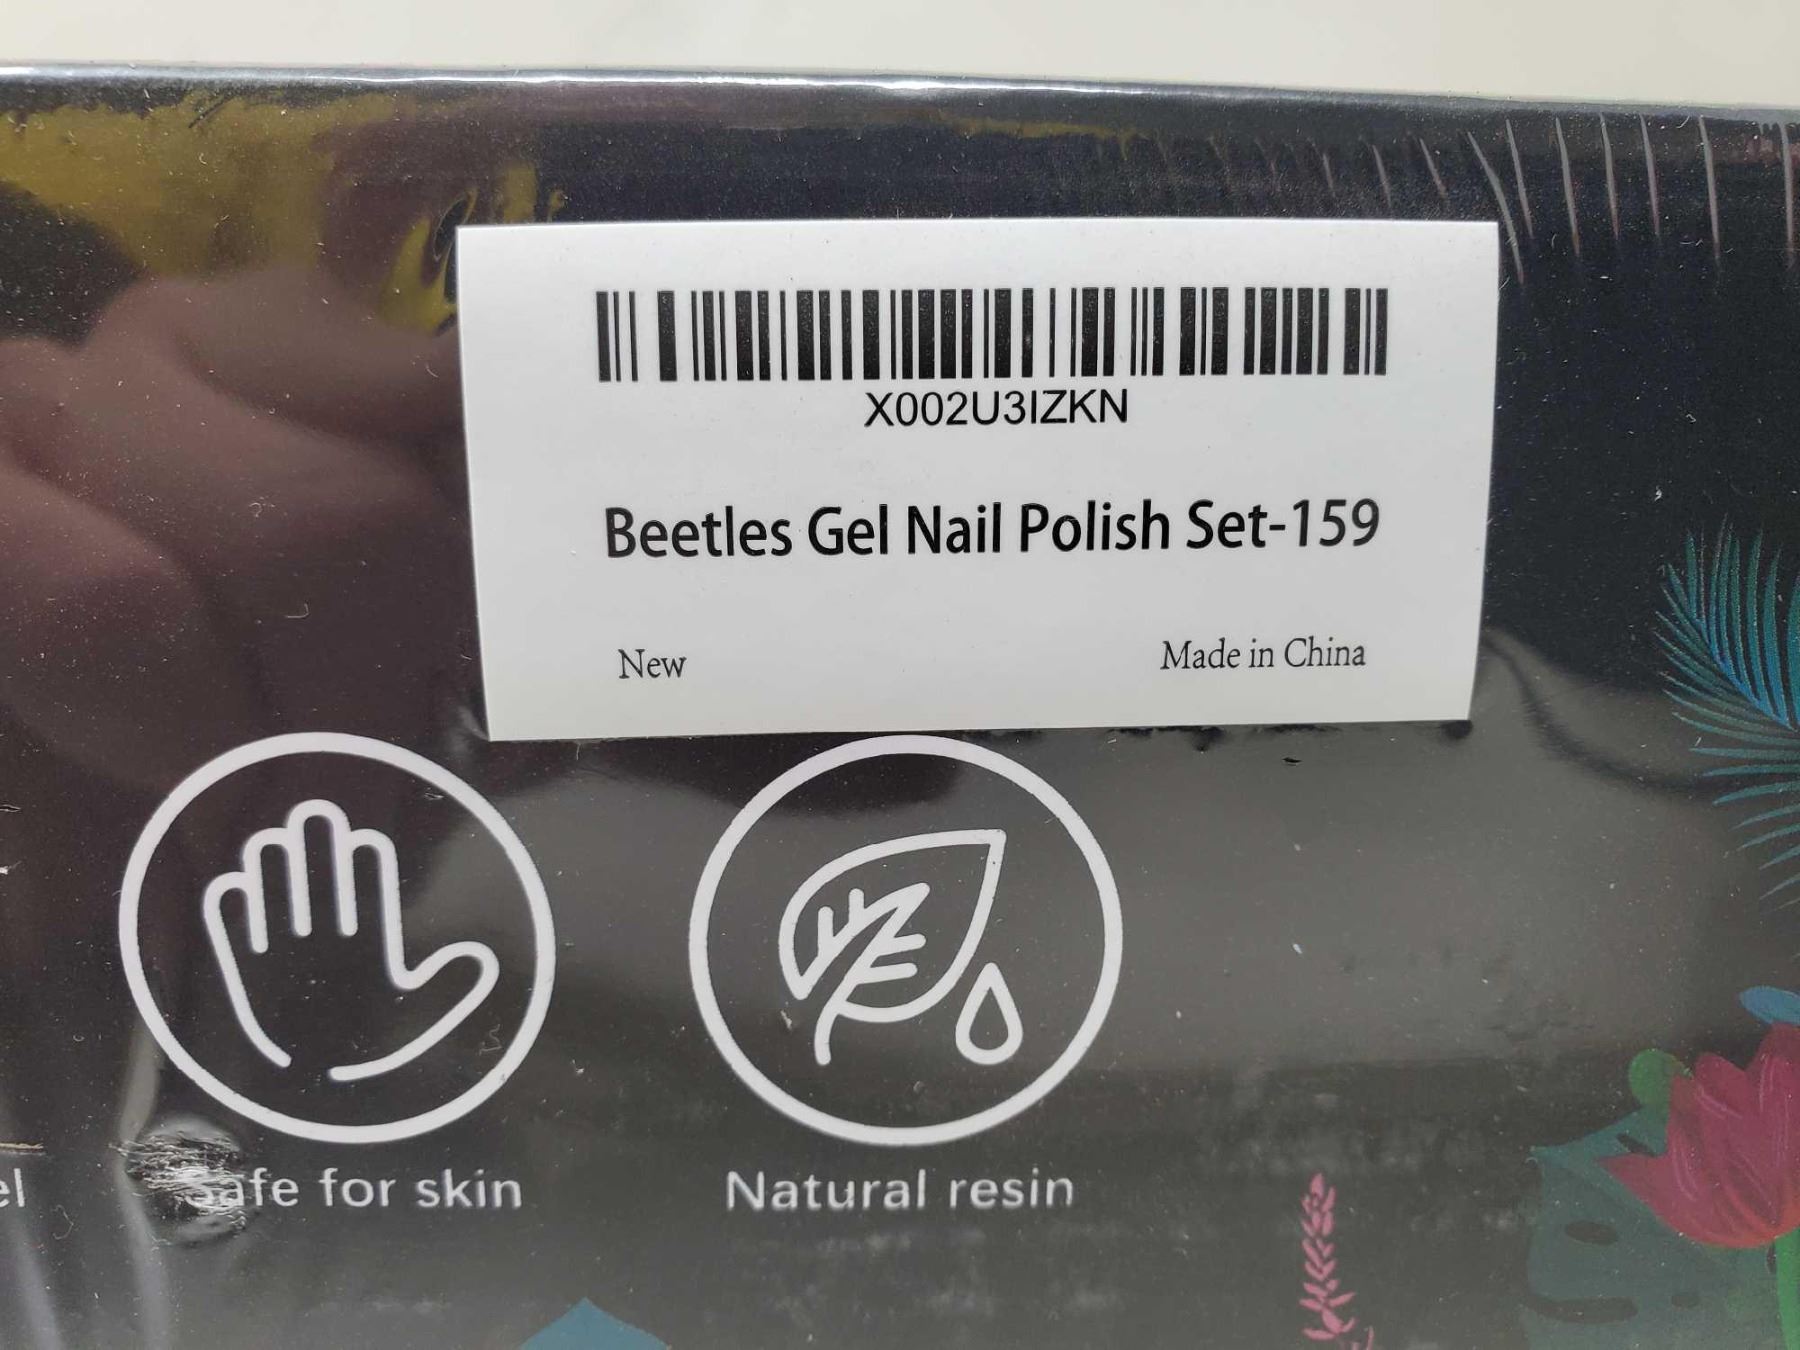 X002U3IZKN
Beetles Gel Nail Polish Set-159
New
Made in China
Safe for skin
Natural resin